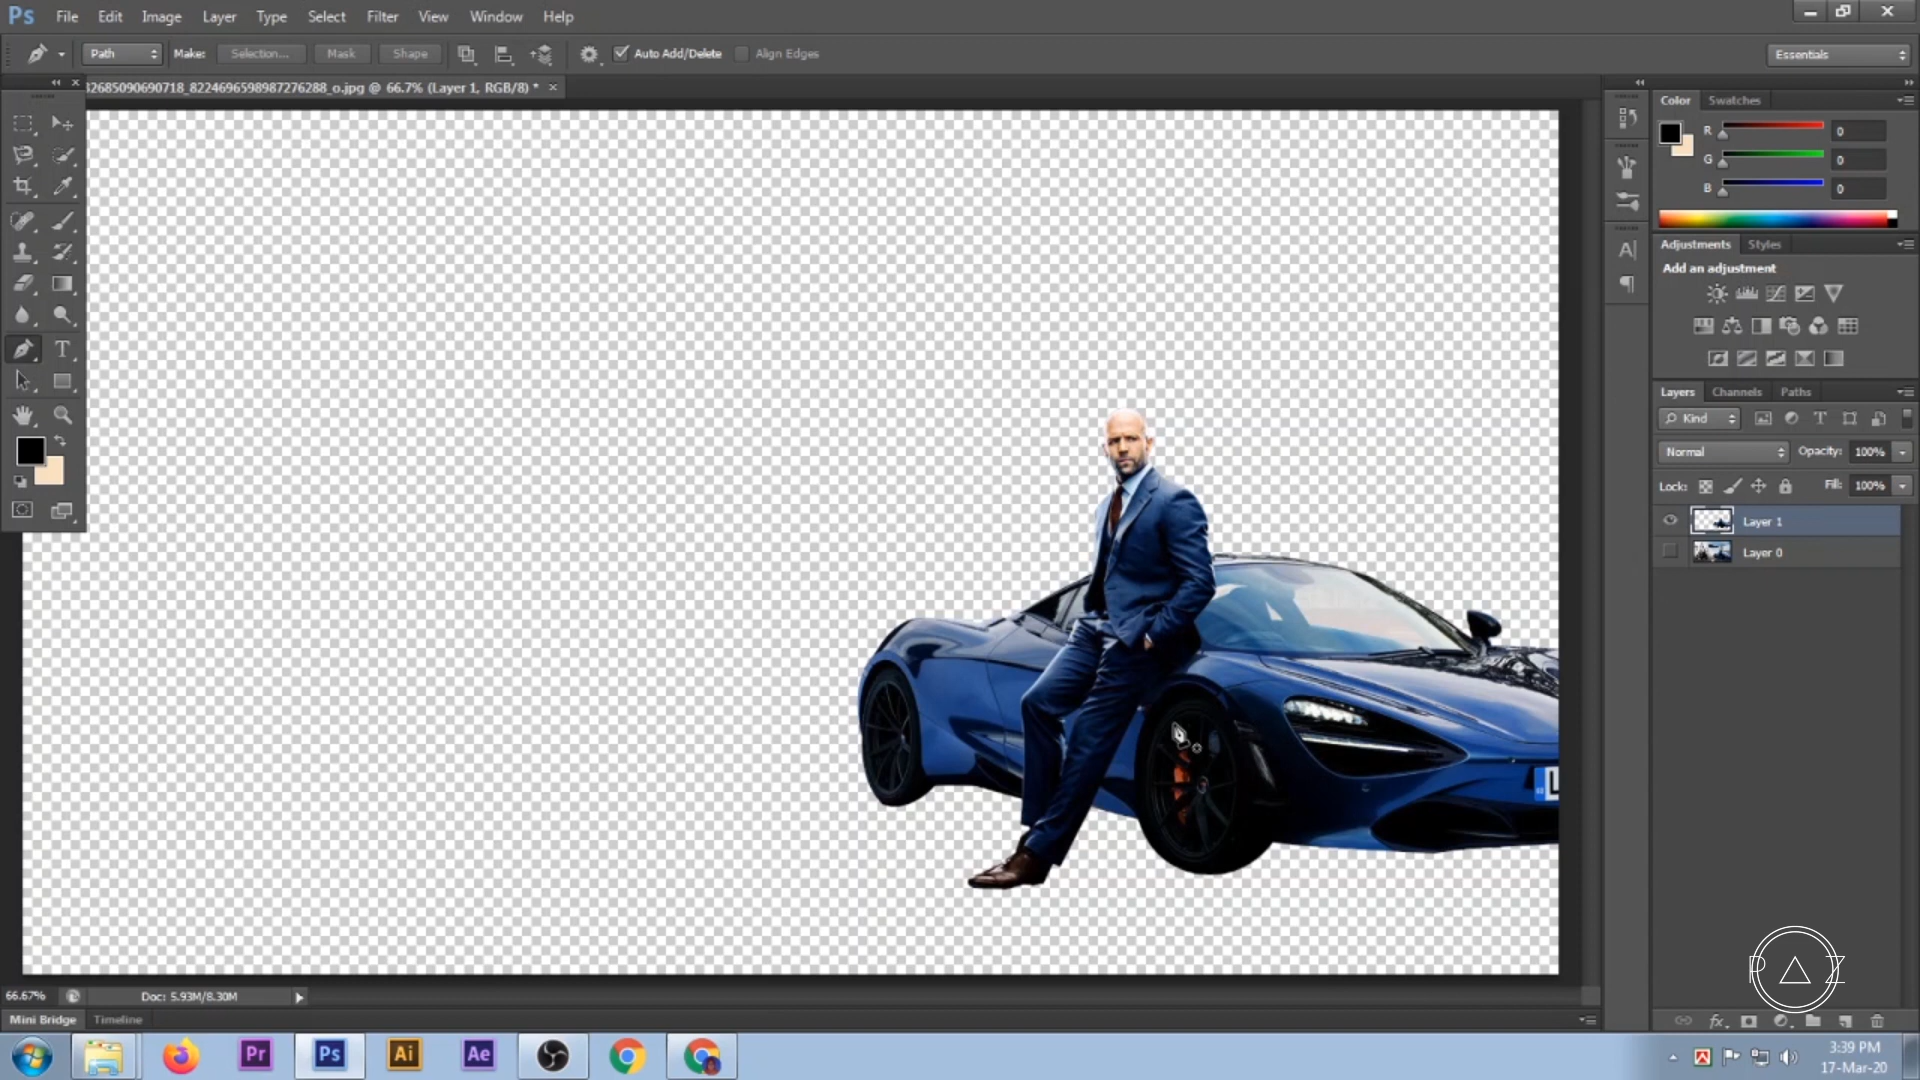 Ps File Edit Image Layer Type Select Filter View Window Help
Path Make: Selection... Mask Shape Auto Add/Delete Align Edges Essentials
32685090690718_8224696598987276288_o.jpg @ 66.7% (Layer 1, RGB/8) *
Color Swatches
R 0
G 0
B 0
Adjustments Styles
Add an adjustment
Layers Channels Paths
Kind
Normal Opacity: 100%
Lock: Fill: 100%
Layer 1
Layer 0
P Z
fx
66.67% Doc: 5.93M/8.30M
Mini Bridge Timeline
Pr Ps Ai Ae
3:39 PM
17-Mar-20